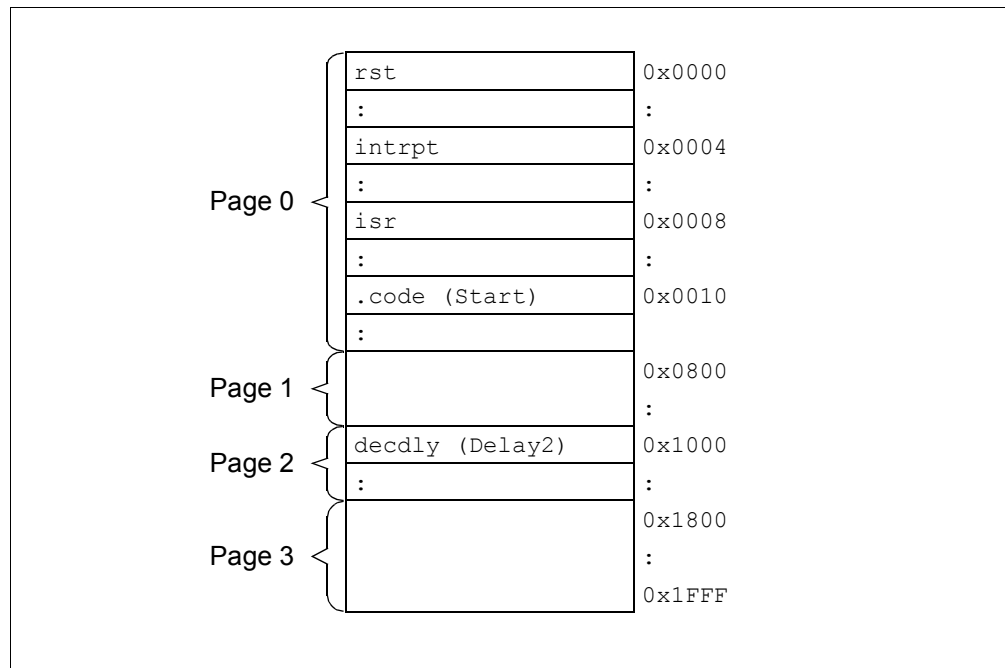 rst 0x0000
: :
intrpt 0x0004
: :
Page 0
isr 0x0008
: :
.code (Start) 0x0010
:
0x0800
Page 1
:
decdly (Delay2) 0x1000
Page 2
: :
0x1800
Page 3 :
0x1FFF